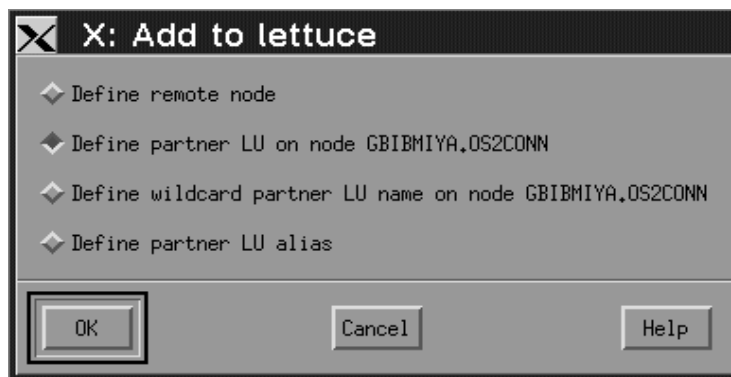 X: Add to lettuce
Define remote node
Define partner LU on node GBIBMIYA.OS2CONN
Define wildcard partner LU name on node GBIBMIYA.OS2CONN
Define partner LU alias
OK Cancel Help